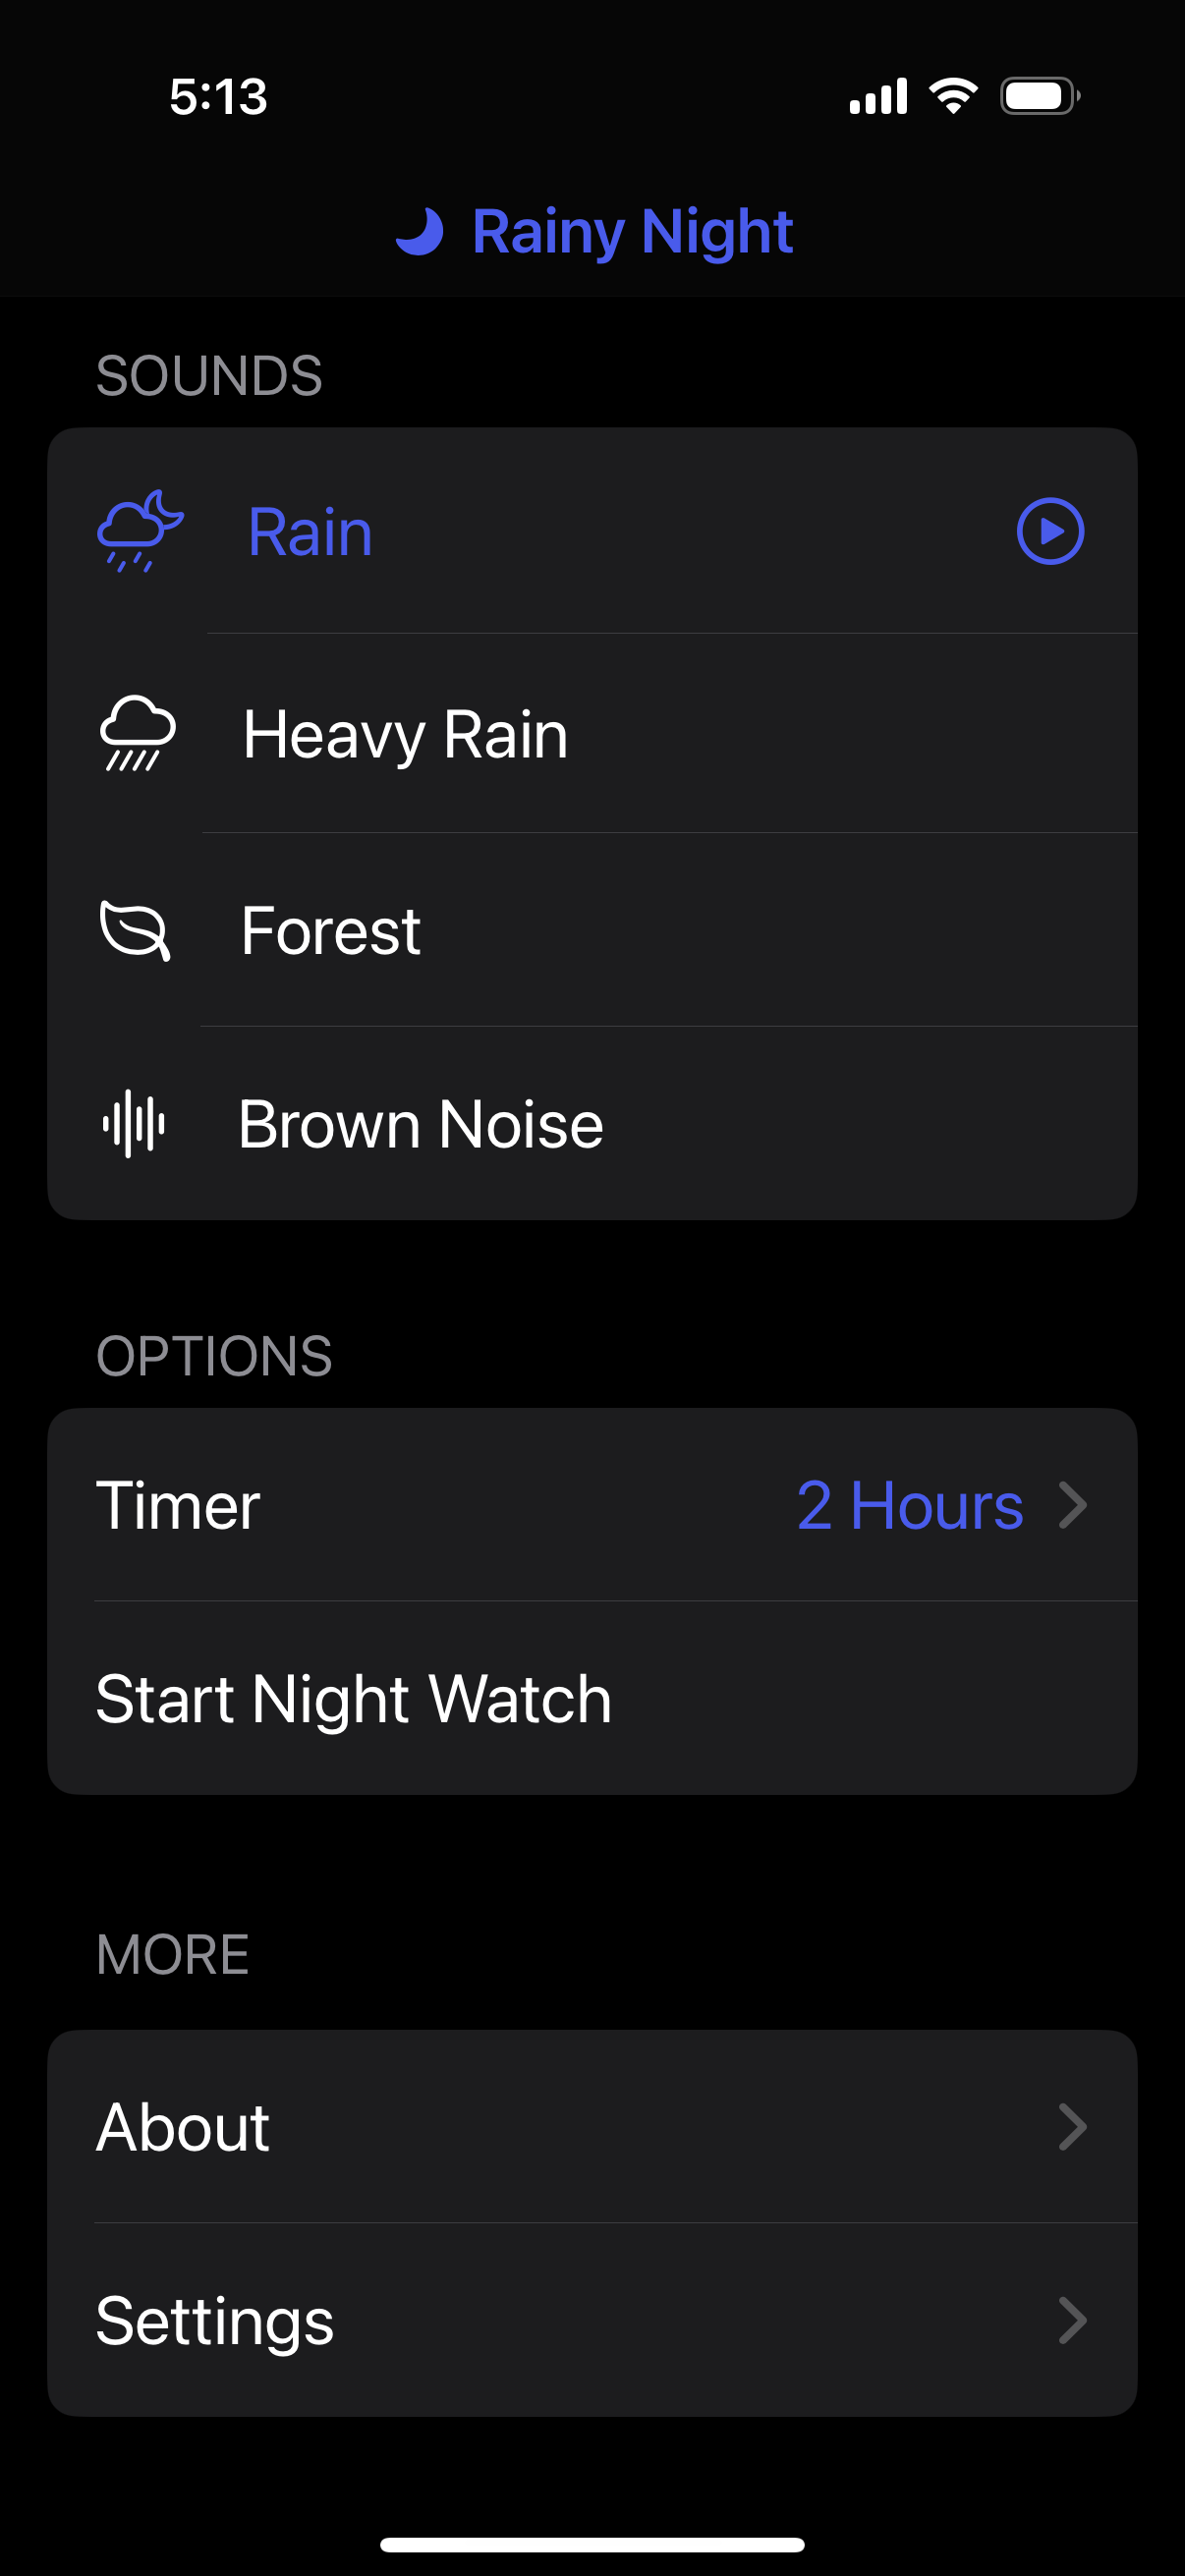 5:13
Rainy Night
SOUNDS
Rain
Heavy Rain
Forest
Brown Noise
OPTIONS
Timer 2 Hours
Start Night Watch
MORE
About
Settings